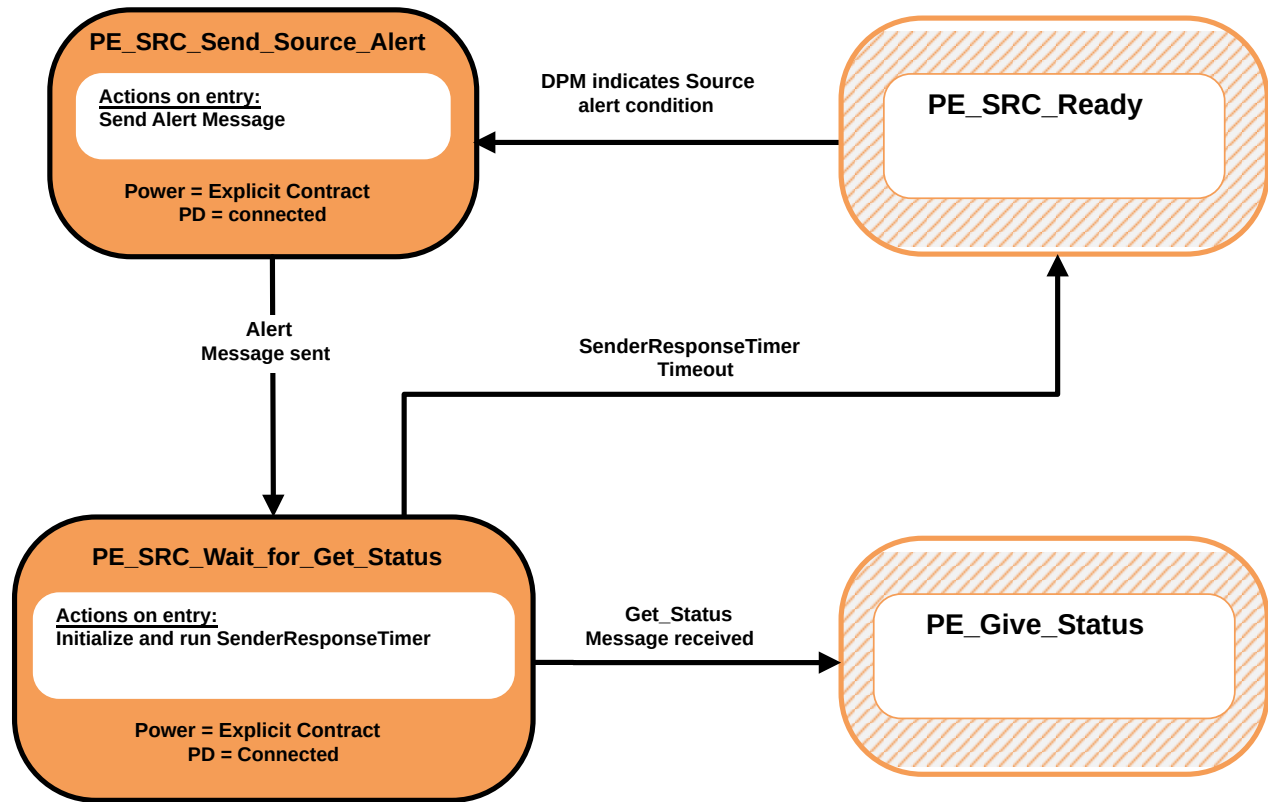 PE_SRC_Send_Source_Alert
Actions on entry:
Send Alert Message
Power = Explicit Contract
PD = connected
DPM indicates Source
alert condition
PE_SRC_Ready
Alert
Message sent
SenderResponseTimer
Timeout
PE_SRC_Wait_for_Get_Status
Actions on entry:
Initialize and run SenderResponseTimer
Power = Explicit Contract
PD = Connected
Get_Status
Message received
PE_Give_Status